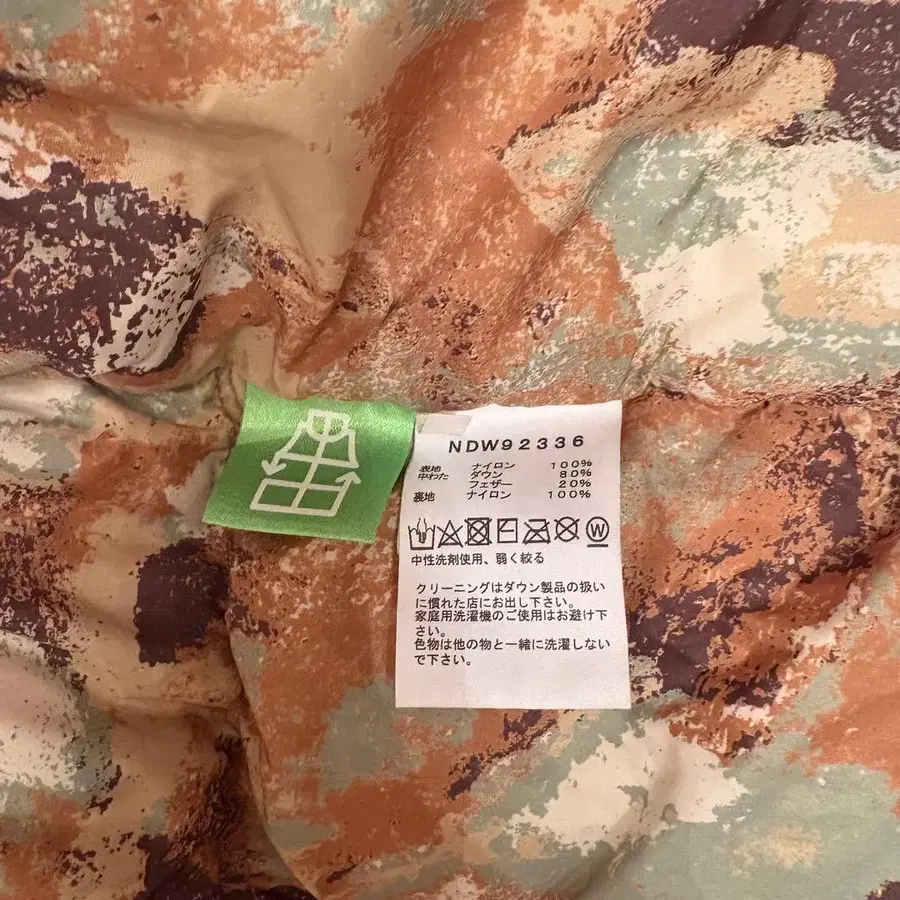 NDW92336
表地 ナイロン 100%
中わた ダウン 80%
フェザー 20%
裏地 ナイロン 100%
中性洗剤使用、弱く絞る
クリーニングはダウン製品の扱い
に慣れた店にお出し下さい。
家庭用洗濯機のご使用はお避け下
さい。
色物は他の物と一緒に洗濯しない
で下さい。